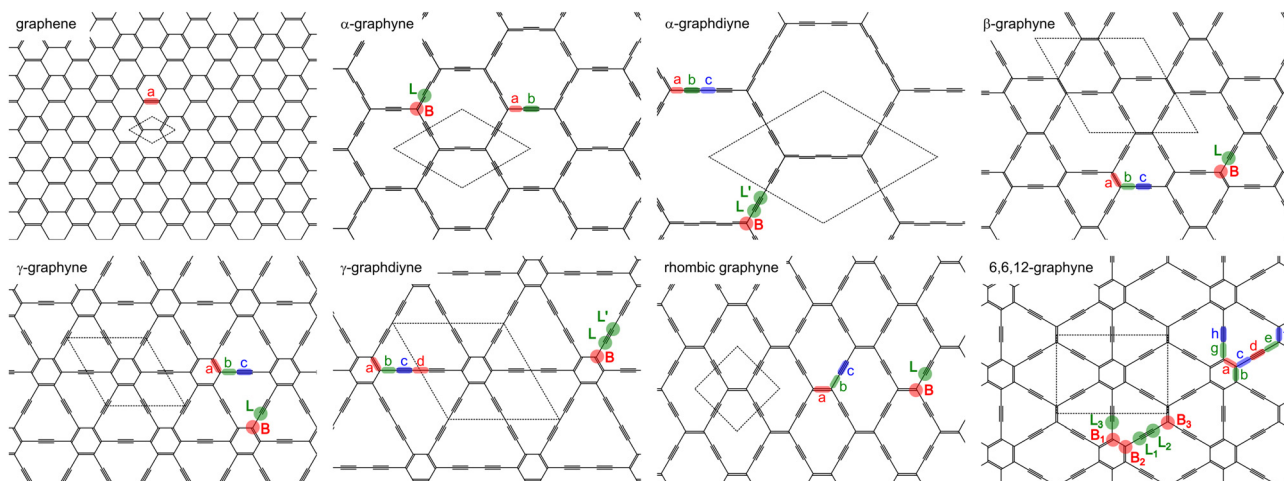 graphene
a
α-graphyne
L
B
a b
α-graphdiyne
a b c
L'
L
B
β-graphyne
L
B
a b c
γ-graphyne
a b c
L
B
γ-graphdiyne
L'
L
B
a b c d
rhombic graphyne
a b c
L
B
6,6,12-graphyne
h
g
a
c
d
e
b
L₃
B₁
B₂
L₁
L₂
B₃